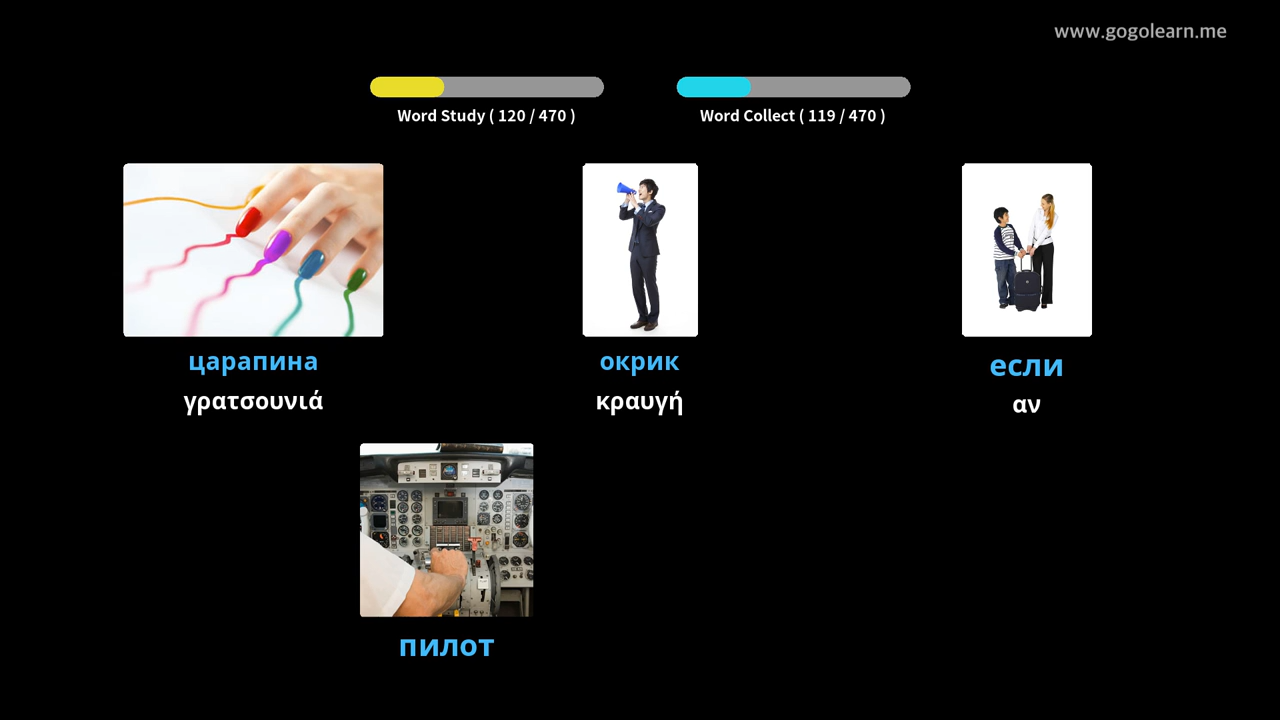 www.gogolearn.me
Word Study ( 120 / 470 )
Word Collect ( 119 / 470 )
царапина
γρατσουνιά
окрик
κραυγή
если
αν
пилот